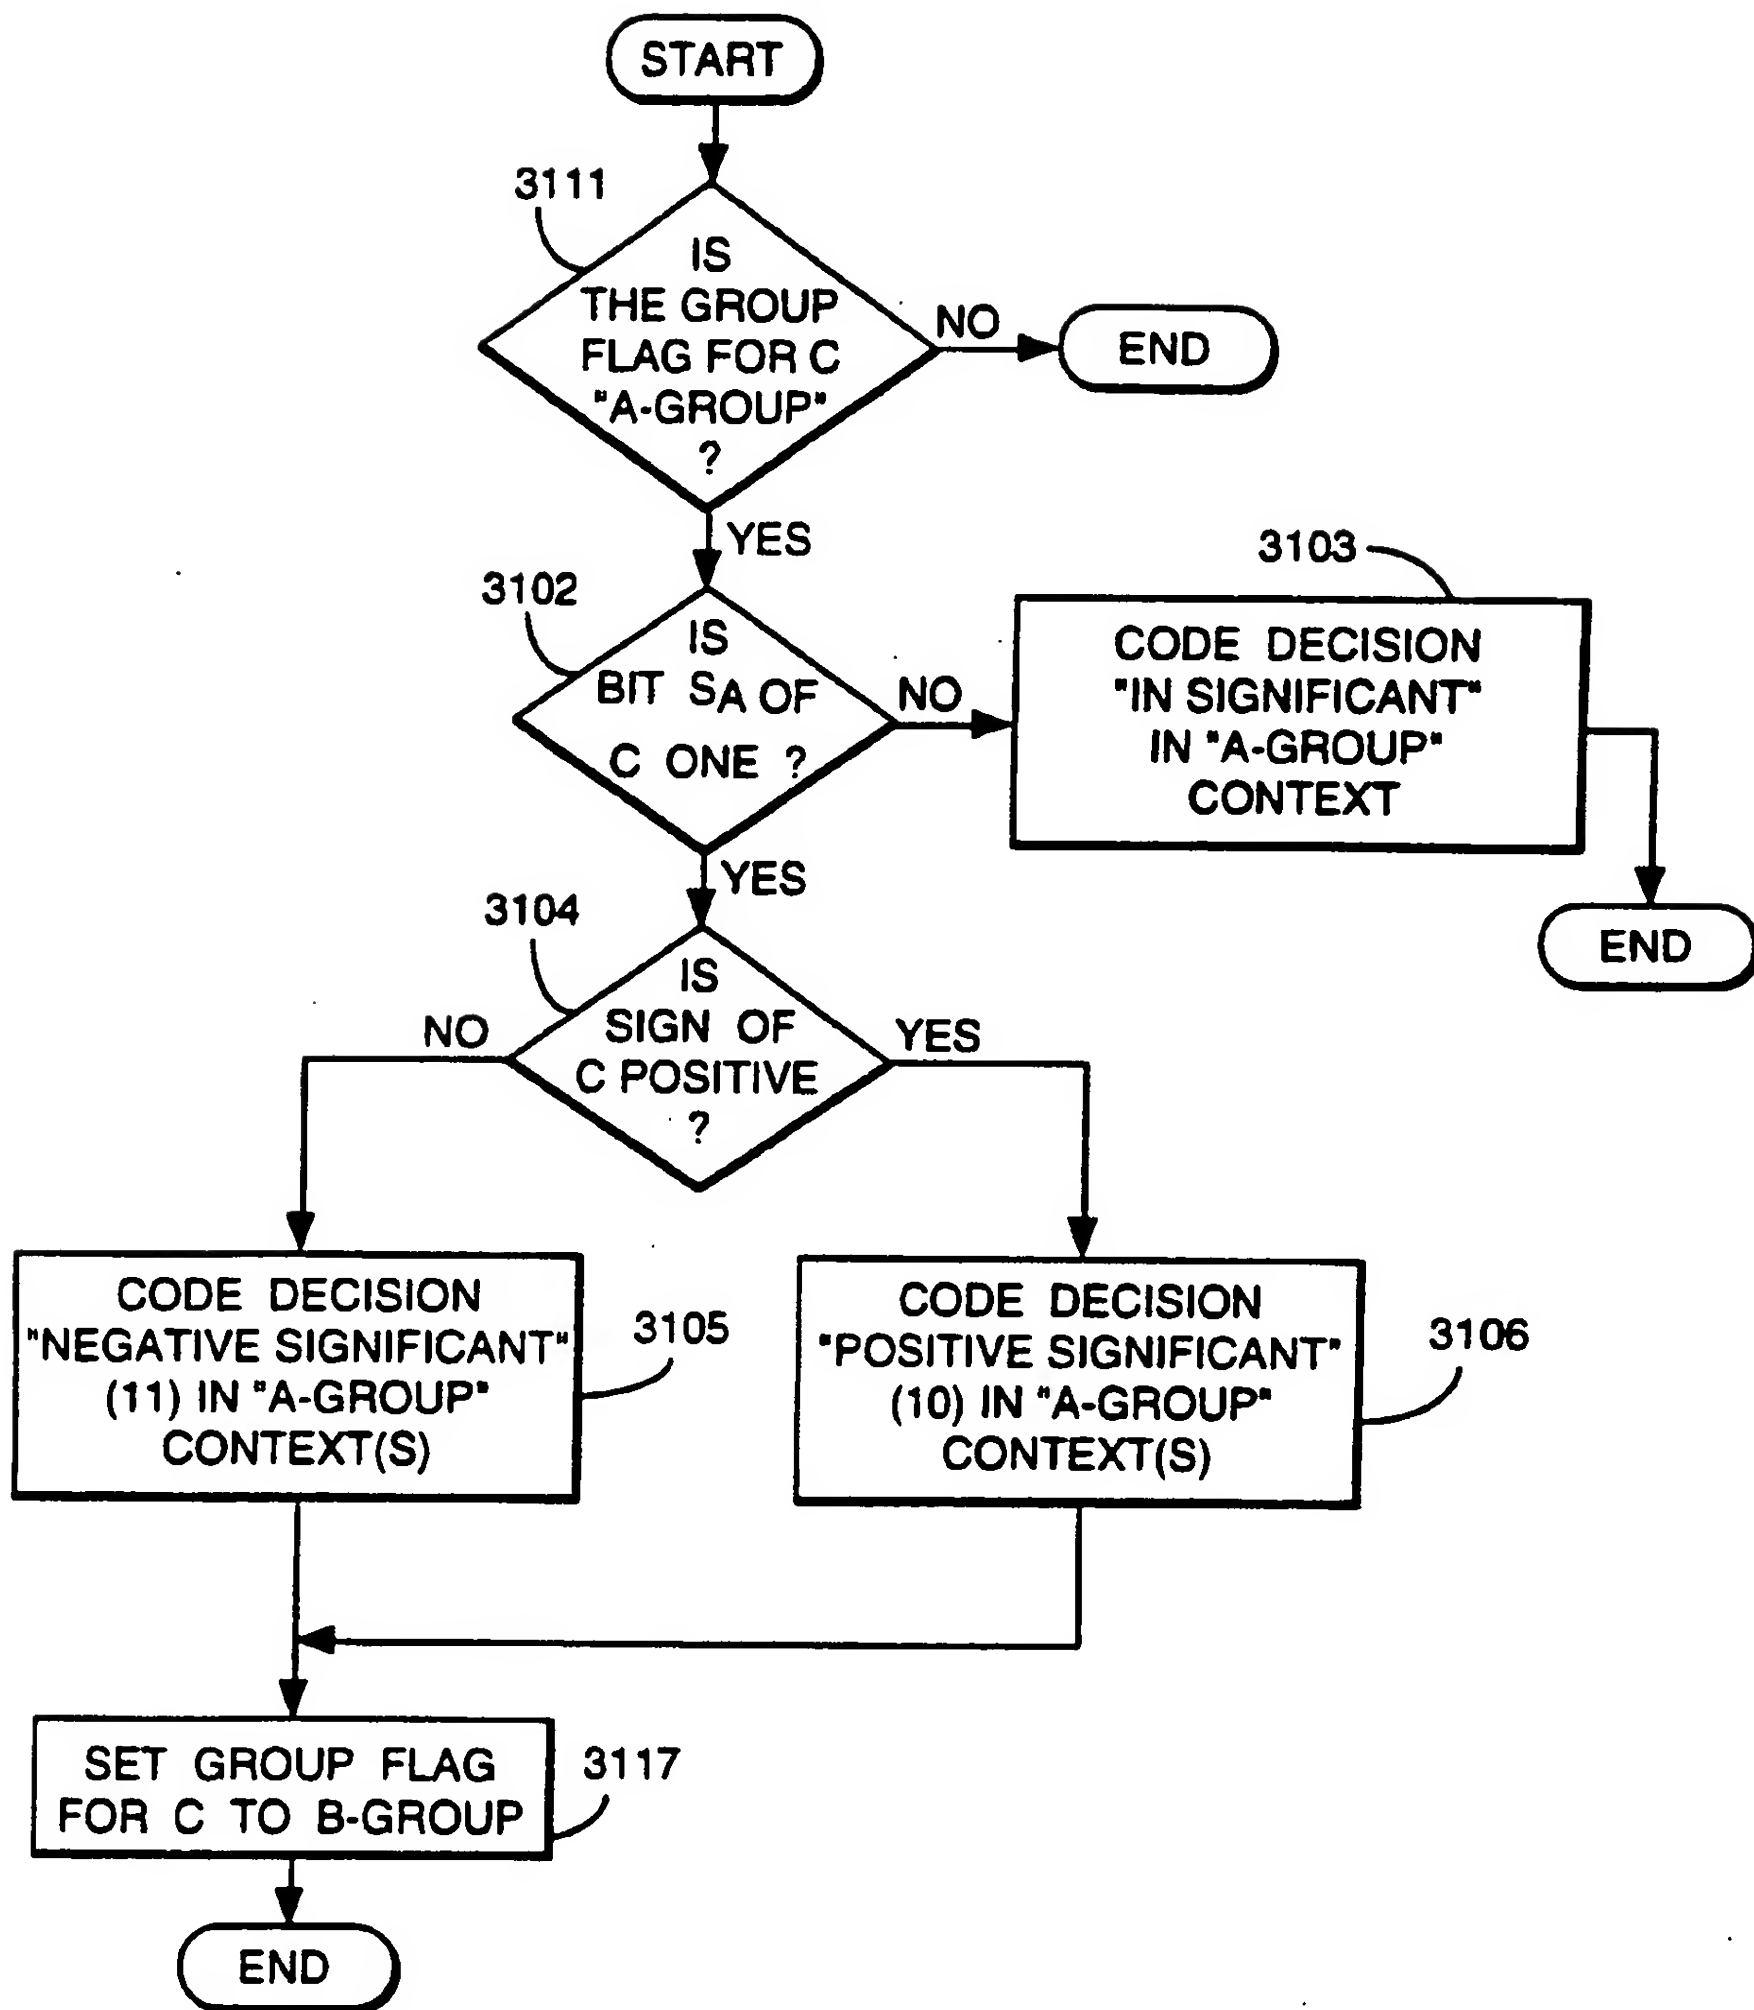 START
3111
IS
THE GROUP
FLAG FOR C
"A-GROUP"
?
NO
END
YES
3102
IS
BIT SA OF
C ONE ?
NO
3103
CODE DECISION
"IN SIGNIFICANT"
IN "A-GROUP"
CONTEXT
END
YES
3104
IS
SIGN OF
C POSITIVE
?
NO
YES
CODE DECISION
"NEGATIVE SIGNIFICANT"
(11) IN "A-GROUP"
CONTEXT(S)
3105
CODE DECISION
"POSITIVE SIGNIFICANT"
(10) IN "A-GROUP"
CONTEXT(S)
3106
SET GROUP FLAG
FOR C TO B-GROUP
3117
END